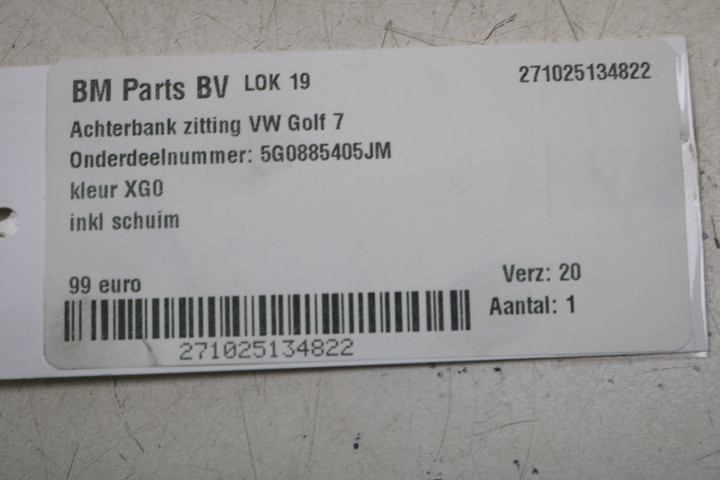 BM Parts BV LOK 19 271025134822
Achterbank zitting VW Golf 7
Onderdeelnummer: 5G0885405JM
kleur XG0
inkl schuim
99 euro Verz: 20
Aantal: 1
271025134822